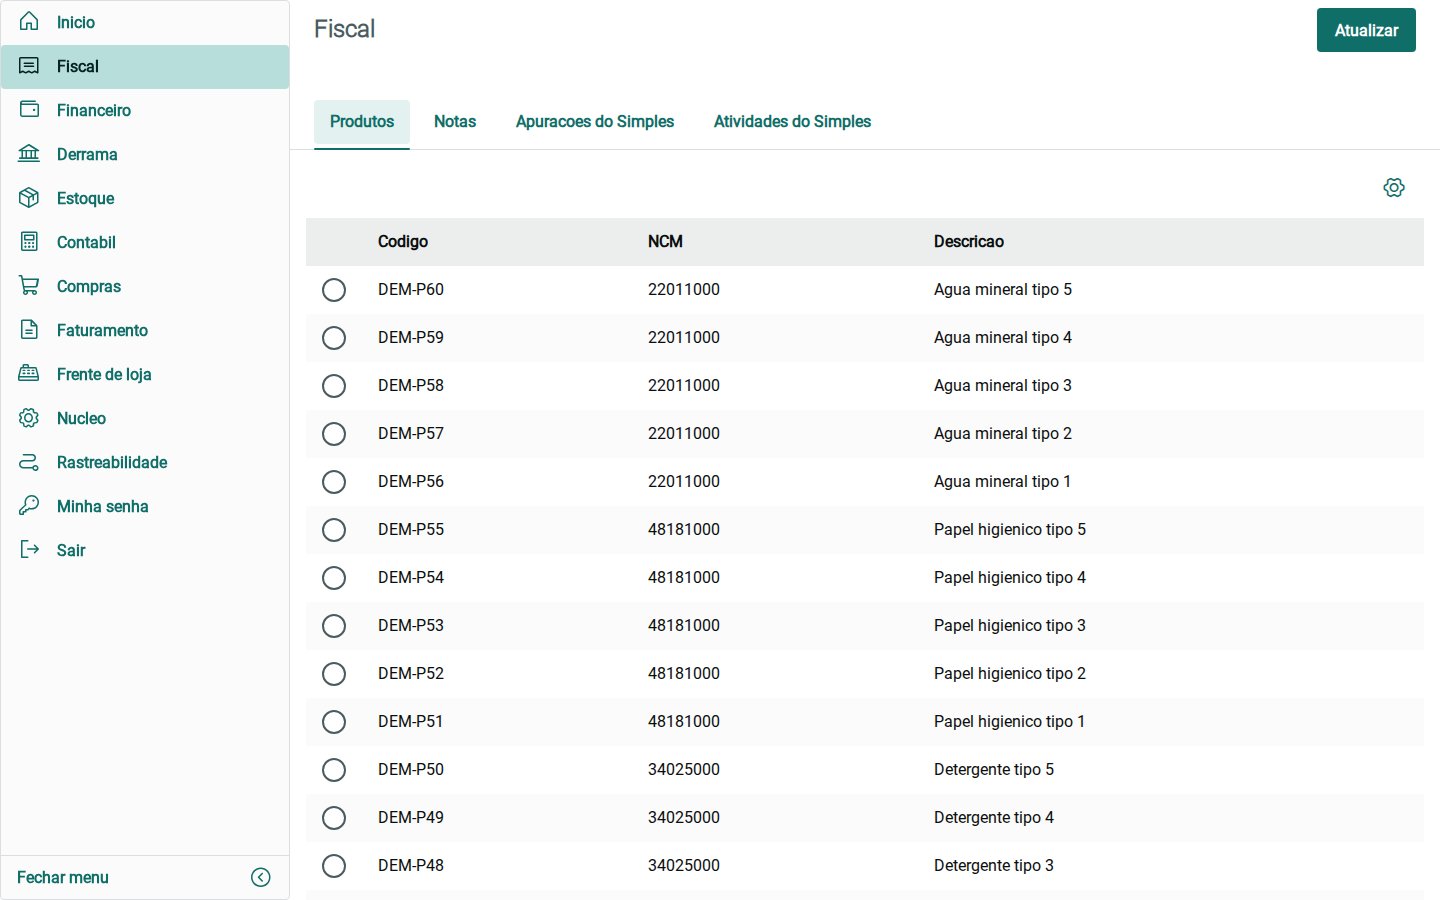 Inicio
Fiscal
Financeiro
Derrama
Estoque
Contabil
Compras
Faturamento
Frente de loja
Nucleo
Rastreabilidade
Minha senha
Sair
Fechar menu
Fiscal
Atualizar
Produtos Notas Apuracoes do Simples Atividades do Simples
Codigo NCM Descricao
DEM-P60 22011000 Agua mineral tipo 5
DEM-P59 22011000 Agua mineral tipo 4
DEM-P58 22011000 Agua mineral tipo 3
DEM-P57 22011000 Agua mineral tipo 2
DEM-P56 22011000 Agua mineral tipo 1
DEM-P55 48181000 Papel higienico tipo 5
DEM-P54 48181000 Papel higienico tipo 4
DEM-P53 48181000 Papel higienico tipo 3
DEM-P52 48181000 Papel higienico tipo 2
DEM-P51 48181000 Papel higienico tipo 1
DEM-P50 34025000 Detergente tipo 5
DEM-P49 34025000 Detergente tipo 4
DEM-P48 34025000 Detergente tipo 3